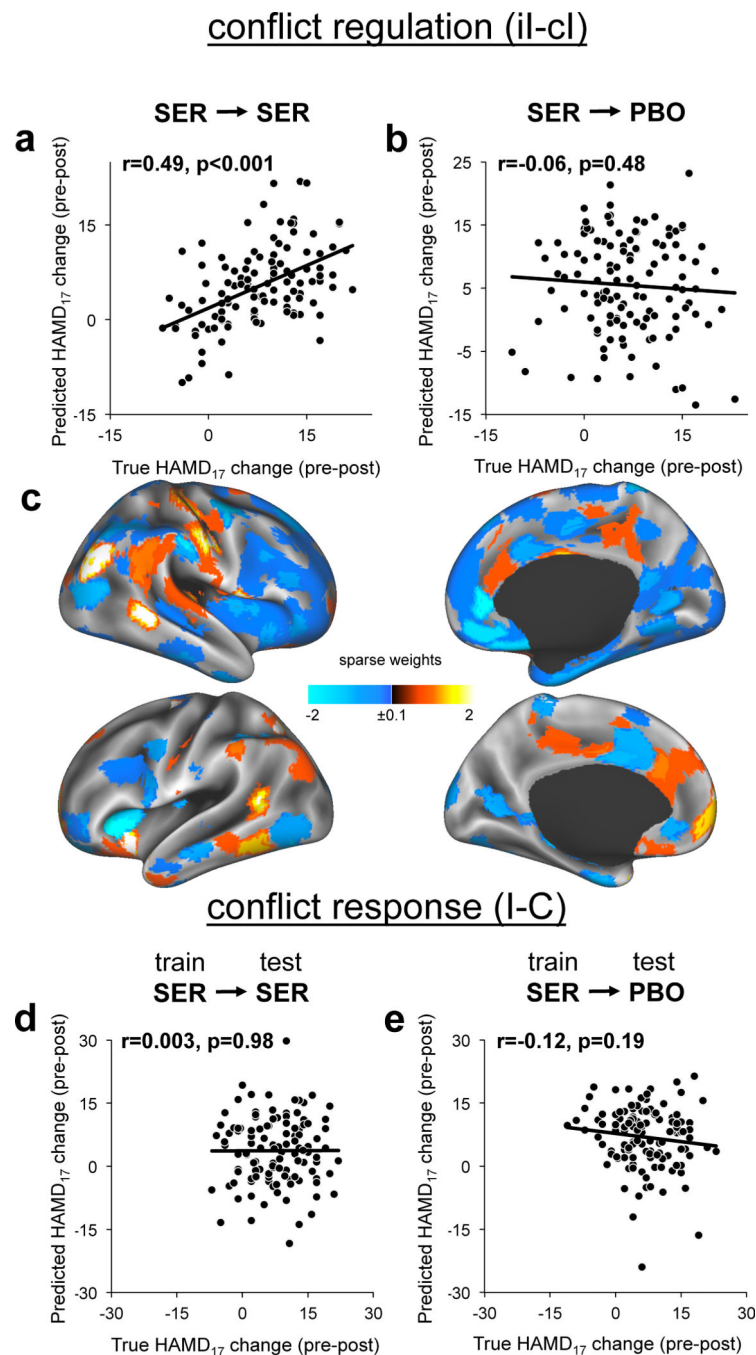 conflict regulation (iI-cI)
SER → SER
SER → PBO
a
b
r=0.49, p<0.001
r=-0.06, p=0.48
Predicted HAMD17 change (pre-post)
15
0
-15
-15
0
15
True HAMD17 change (pre-post)
Predicted HAMD17 change (pre-post)
25
15
5
-5
-15
-15
0
15
True HAMD17 change (pre-post)
c
sparse weights
-2
±0.1
2
conflict response (I-C)
train test
SER → SER
train test
SER → PBO
d
e
r=0.003, p=0.98
r=-0.12, p=0.19
Predicted HAMD17 change (pre-post)
30
15
0
-15
-30
-30
-15
0
15
30
True HAMD17 change (pre-post)
Predicted HAMD17 change (pre-post)
30
15
0
-15
-30
-30
-15
0
15
30
True HAMD17 change (pre-post)